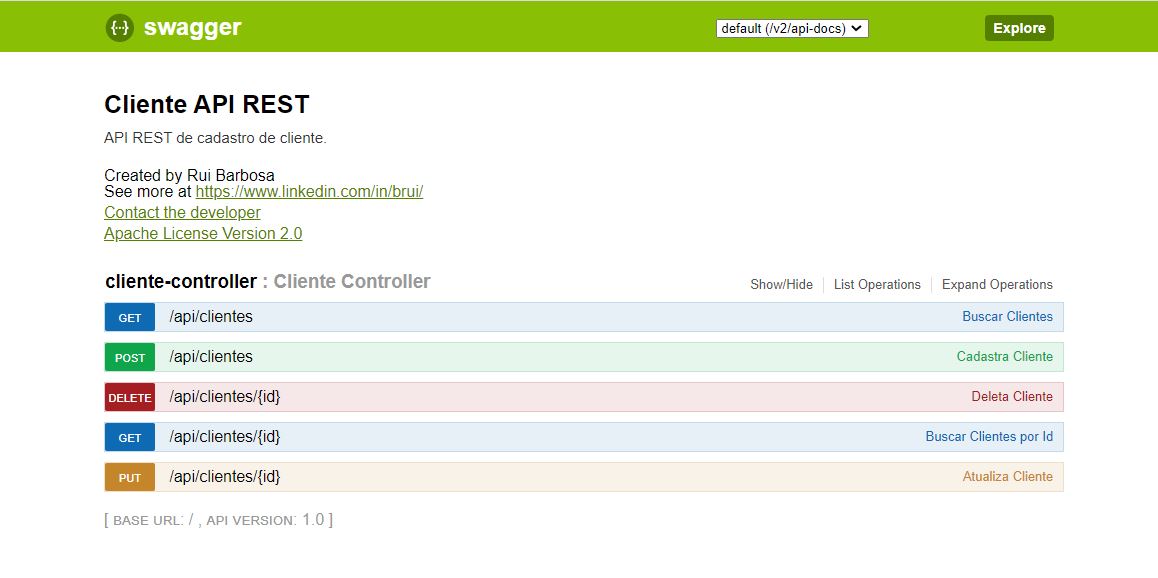 {···} swagger default (/v2/api-docs) Explore
Cliente API REST
API REST de cadastro de cliente.
Created by Rui Barbosa
See more at https://www.linkedin.com/in/brui/
Contact the developer
Apache License Version 2.0
cliente-controller : Cliente Controller Show/Hide List Operations Expand Operations
GET /api/clientes Buscar Clientes
POST /api/clientes Cadastra Cliente
DELETE /api/clientes/{id} Deleta Cliente
GET /api/clientes/{id} Buscar Clientes por Id
PUT /api/clientes/{id} Atualiza Cliente
[ BASE URL: / , API VERSION: 1.0 ]